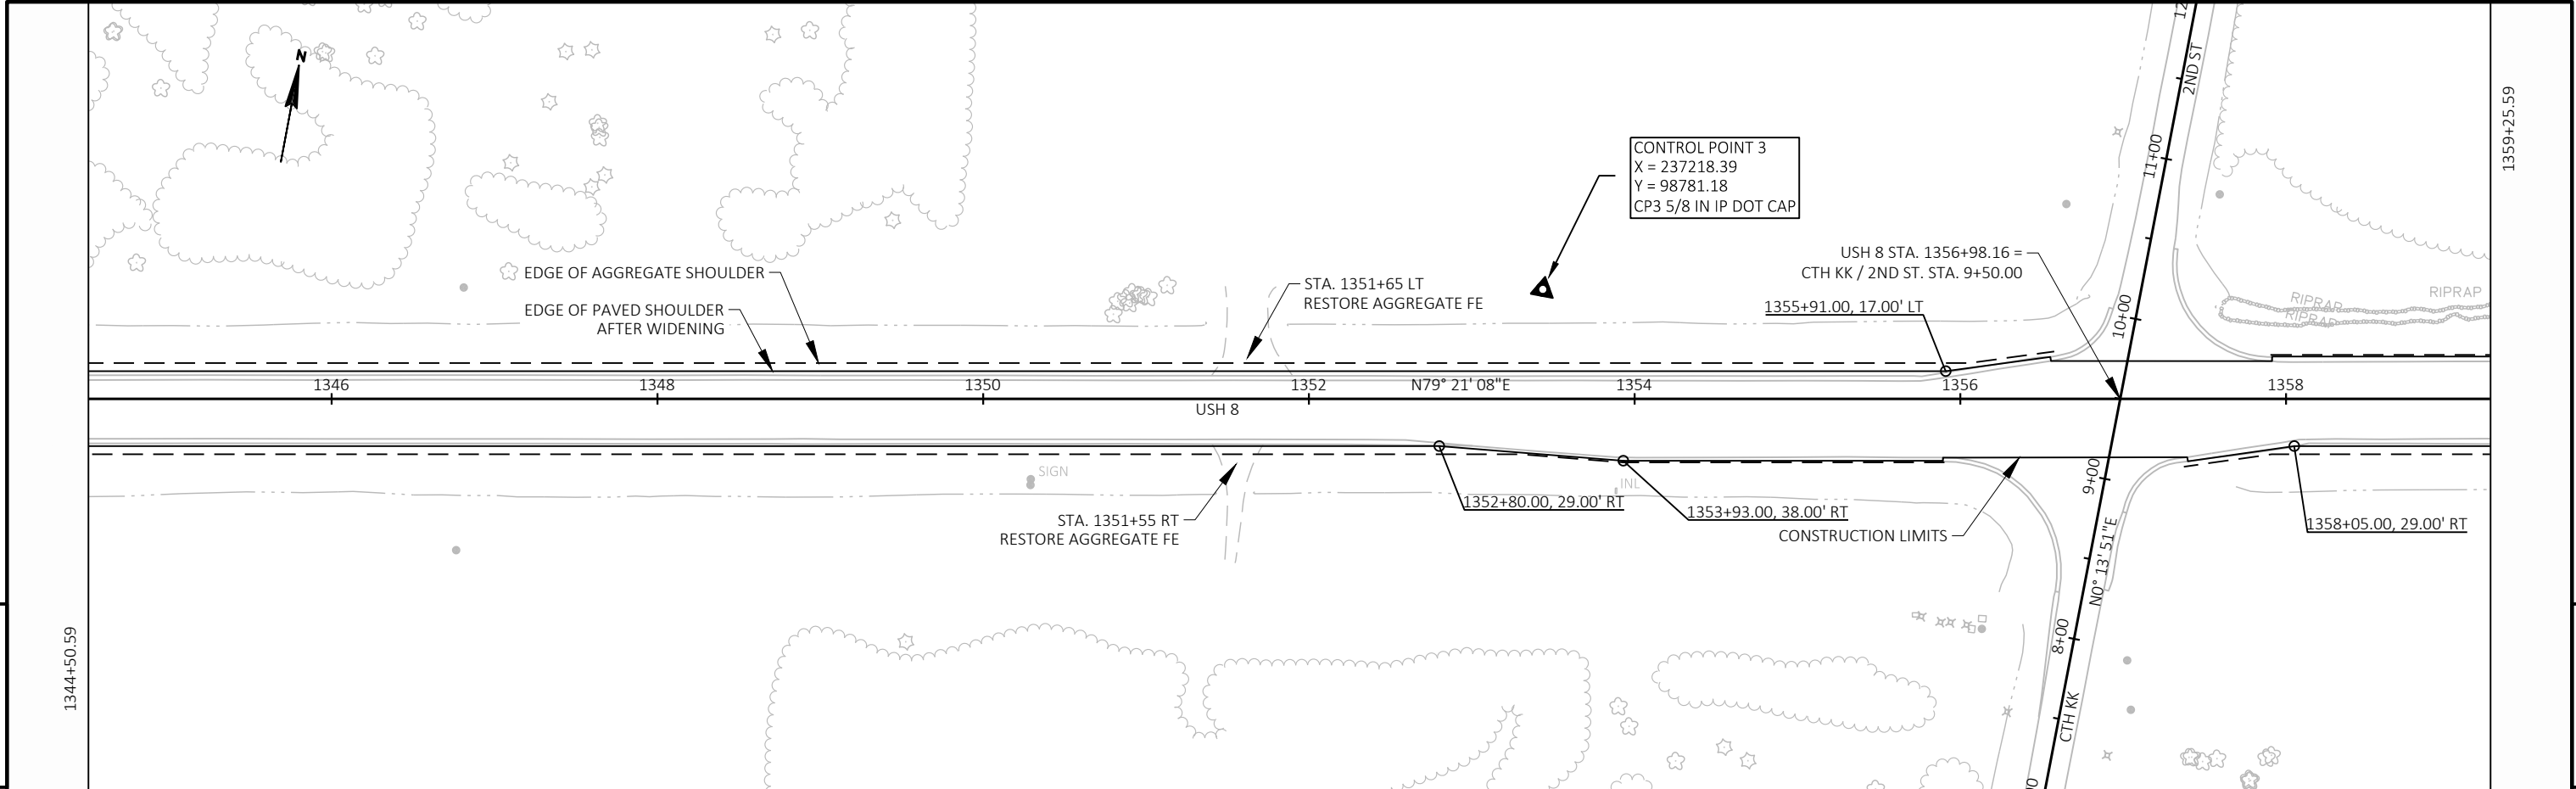 N
12
2ND ST
1359+25.59
CONTROL POINT 3
X = 237218.39
Y = 98781.18
CP3 5/8 IN IP DOT CAP
11+00
USH 8 STA. 1356+98.16 =
CTH KK / 2ND ST. STA. 9+50.00
EDGE OF AGGREGATE SHOULDER
STA. 1351+65 LT
RESTORE AGGREGATE FE
EDGE OF PAVED SHOULDER
AFTER WIDENING
1355+91.00, 17.00' LT
RIPRAP
RIPRAP
RIPRAP
10+00
1346
1348
1350
1352
N79° 21' 08"E
1354
1356
1358
USH 8
SIGN
INL
9+00
1352+80.00, 29.00' RT
1353+93.00, 38.00' RT
STA. 1351+55 RT
RESTORE AGGREGATE FE
CONSTRUCTION LIMITS
1358+05.00, 29.00' RT
N0° 13' 51"E
8+00
1344+50.59
CTH KK